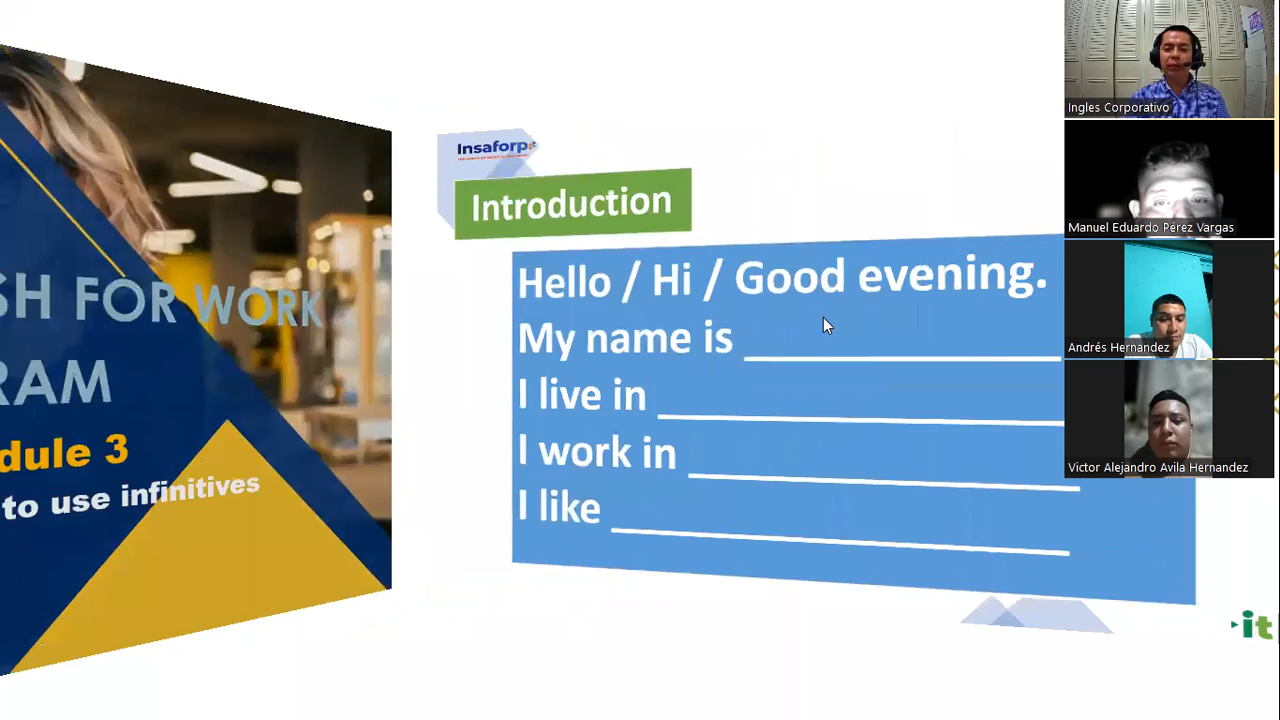 SH FOR WORK
RAM
dule 3
to use infinitives
Insaforp
Introduction
Hello / Hi / Good evening.
My name is
I live in
I work in
I like
it
Ingles Corporativo
Manuel Eduardo Pérez Vargas
Andrés Hernandez
Victor Alejandro Avila Hernandez